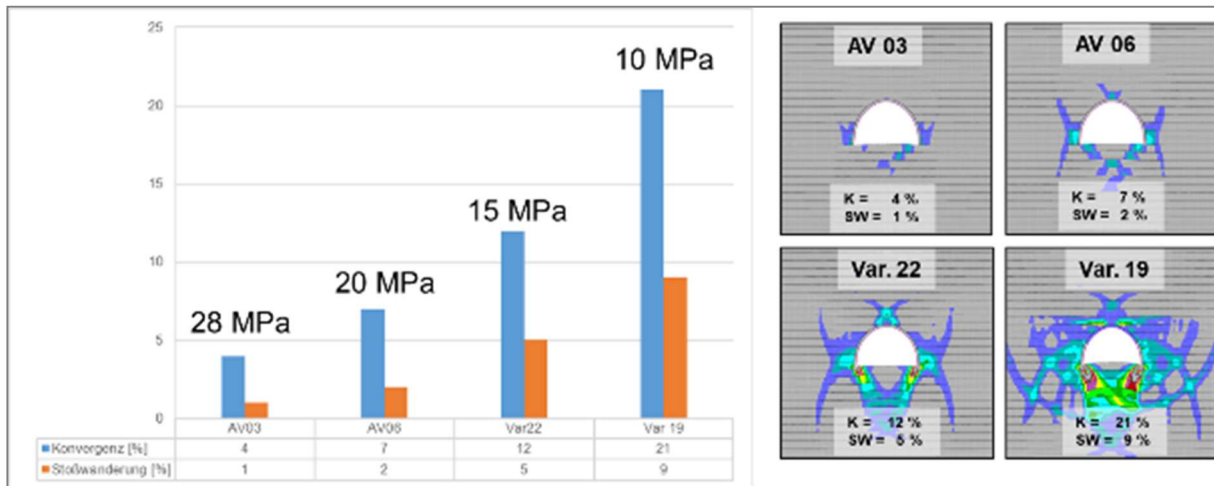 25
20
15
10
5
0
28 MPa
20 MPa
15 MPa
10 MPa
AV03 AV06 Var22 Var 19
Konvergenz [%] 4 7 12 21
Stoßwanderung [%] 1 2 5 9
AV 03
K = 4 %
SW = 1 %
AV 06
K = 7 %
SW = 2 %
Var. 22
K = 12 %
SW = 5 %
Var. 19
K = 21 %
SW = 9 %